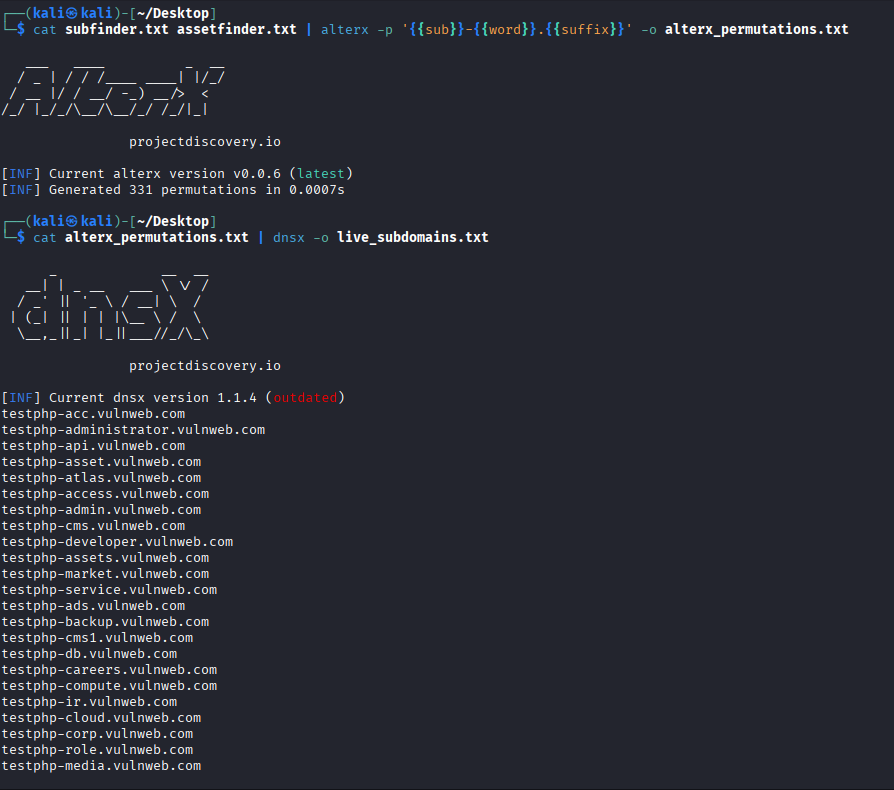 ┌──(kali㉿kali)-[~/Desktop]
└─$ cat subfinder.txt assetfinder.txt | alterx -p '{{sub}}-{{word}}.{{suffix}}' -o alterx_permutations.txt
AlterX
projectdiscovery.io
[INF] Current alterx version v0.0.6 (latest)
[INF] Generated 331 permutations in 0.0007s
┌──(kali㉿kali)-[~/Desktop]
└─$ cat alterx_permutations.txt | dnsx -o live_subdomains.txt
dnsX
projectdiscovery.io
[INF] Current dnsx version 1.1.4 (outdated)
testphp-acc.vulnweb.com
testphp-administrator.vulnweb.com
testphp-api.vulnweb.com
testphp-asset.vulnweb.com
testphp-atlas.vulnweb.com
testphp-access.vulnweb.com
testphp-admin.vulnweb.com
testphp-cms.vulnweb.com
testphp-developer.vulnweb.com
testphp-assets.vulnweb.com
testphp-market.vulnweb.com
testphp-service.vulnweb.com
testphp-ads.vulnweb.com
testphp-backup.vulnweb.com
testphp-cms1.vulnweb.com
testphp-db.vulnweb.com
testphp-careers.vulnweb.com
testphp-compute.vulnweb.com
testphp-ir.vulnweb.com
testphp-cloud.vulnweb.com
testphp-corp.vulnweb.com
testphp-role.vulnweb.com
testphp-media.vulnweb.com